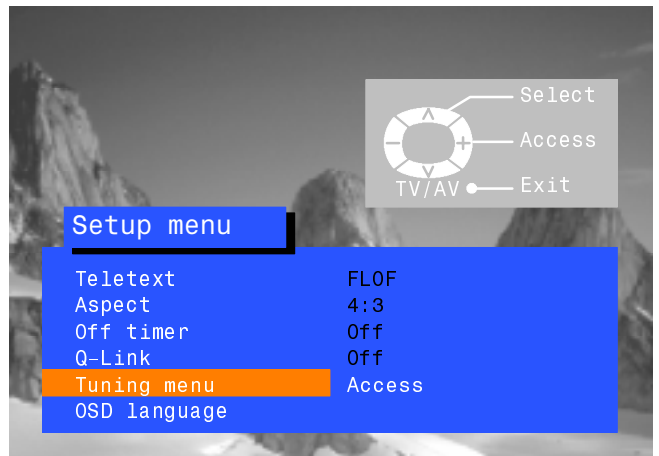 Select
Access
TV/AV Exit
Setup menu
Teletext FLOF
Aspect 4:3
Off timer Off
Q-Link Off
Tuning menu Access
OSD language